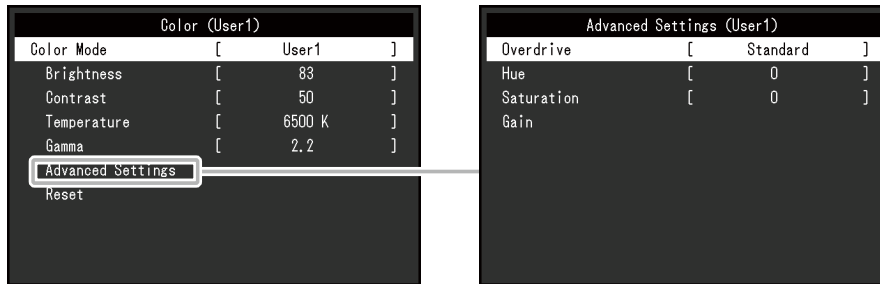 Color (User1)
Color Mode [ User1 ]
Brightness [ 83 ]
Contrast [ 50 ]
Temperature [ 6500 K ]
Gamma [ 2.2 ]
Advanced Settings
Reset
Advanced Settings (User1)
Overdrive [ Standard ]
Hue [ 0 ]
Saturation [ 0 ]
Gain